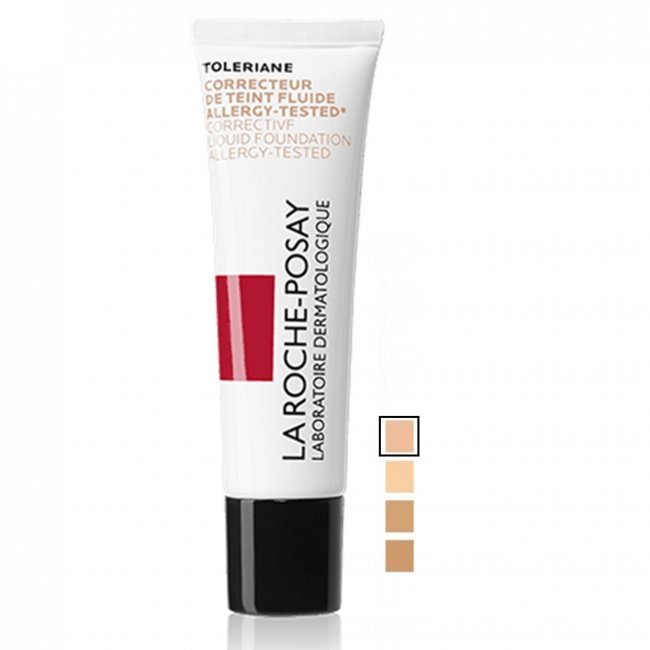 TOLERIANE
CORRECTEUR
DE TEINT FLUIDE
ALLERGY-TESTED*
CORRECTIVE
LIQUID FOUNDATION
ALLERGY-TESTED
LA ROCHE-POSAY
LABORATOIRE DERMATOLOGIQUE